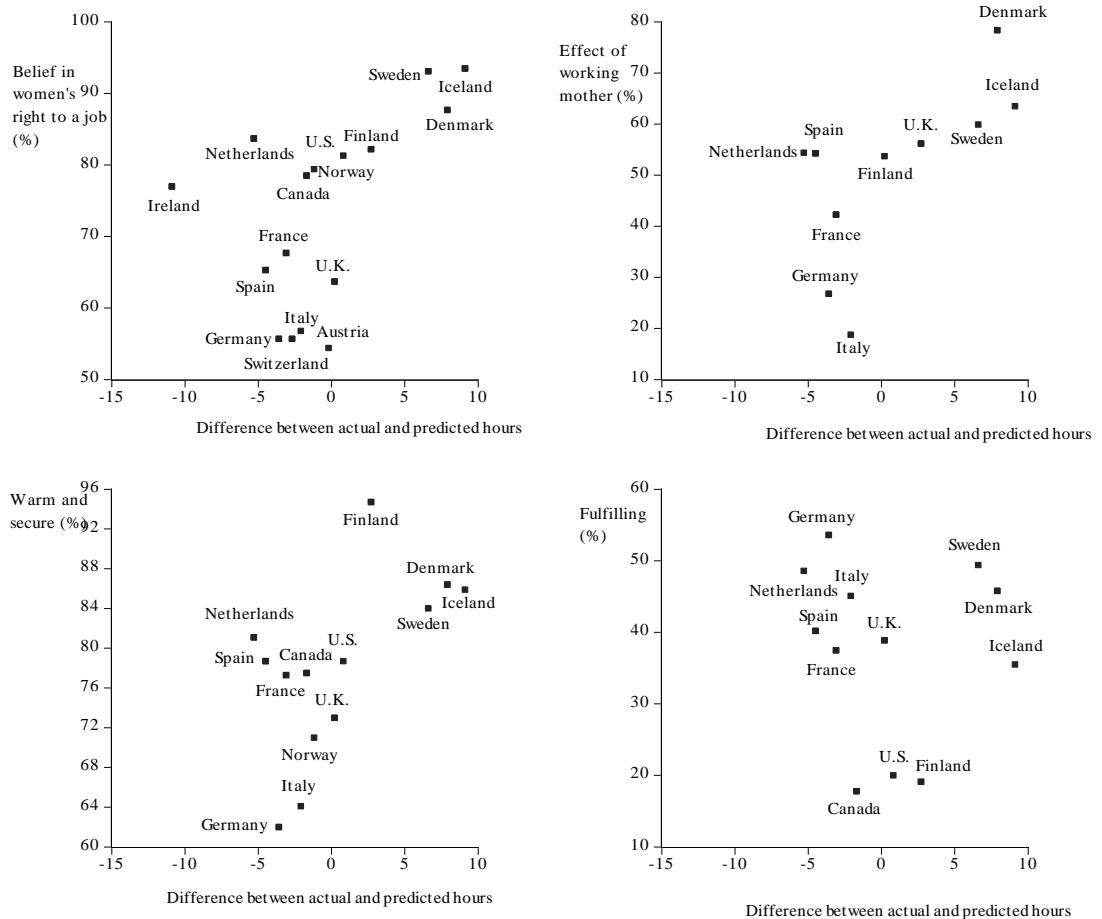 100
Belief in
women's
right to a job
(%)
90
80
70
60
50
Sweden
Iceland
Denmark
U.S.
Finland
Netherlands
Norway
Canada
Ireland
France
U.K.
Spain
Italy
Austria
Germany
Switzerland
-15 -10 -5 0 5 10
Difference between actual and predicted hours
80
Effect of
working
mother (%)
70
60
50
40
30
20
10
Denmark
Iceland
U.K.
Spain
Sweden
Netherlands
Finland
France
Germany
Italy
-15 -10 -5 0 5 10
Difference between actual and predicted hours
96
Warm and
secure (%)
92
88
84
80
76
72
68
64
60
Finland
Denmark
Iceland
Netherlands
Sweden
U.S.
Spain
Canada
France
U.K.
Norway
Italy
Germany
-15 -10 -5 0 5 10
Difference between actual and predicted hours
60
Fulfilling
(%)
50
40
30
20
10
Germany
Sweden
Italy
Netherlands
Denmark
Spain
U.K.
Iceland
France
U.S.
Finland
Canada
-15 -10 -5 0 5 10
Difference between actual and predicted hours